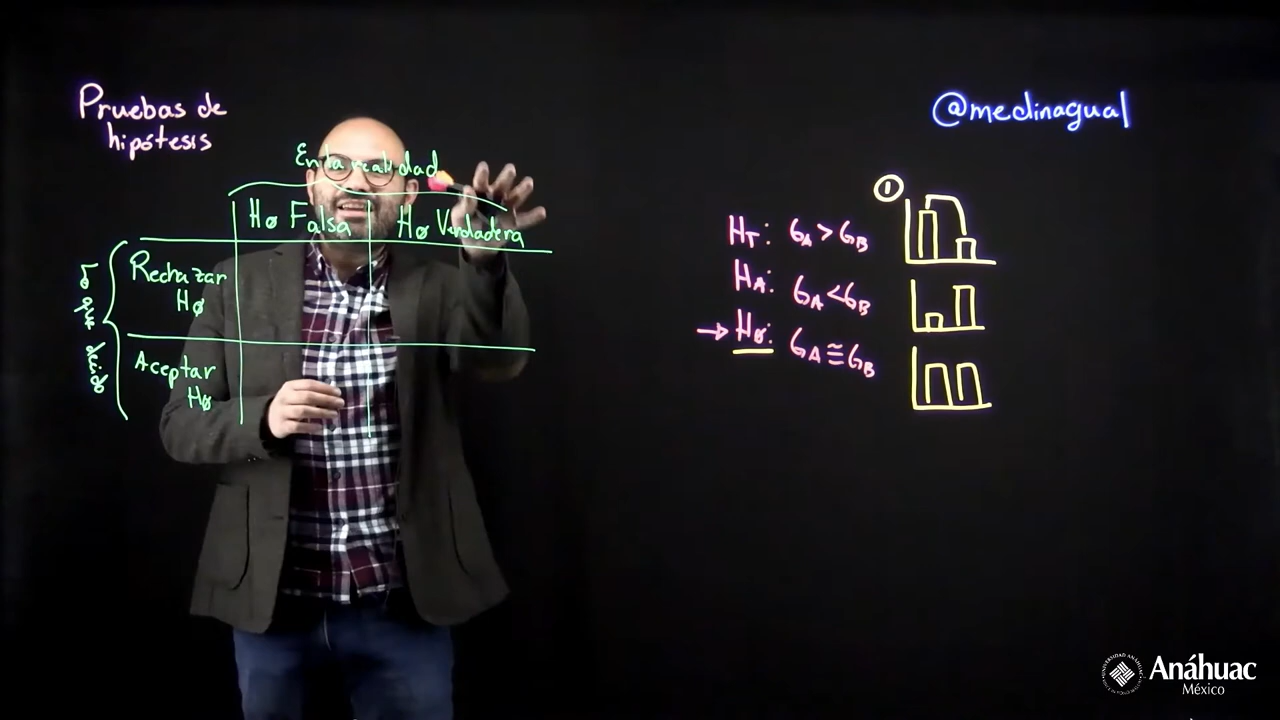 Pruebas de
hipótesis
En la realidad
Hø Falsa
Hø Verdadera
Rechazar
Hø
Aceptar
Hø
@medinagual
1
HT: GA > GB
HA: GA < GB
→ Hø: GA ≅ GB
Anáhuac
México